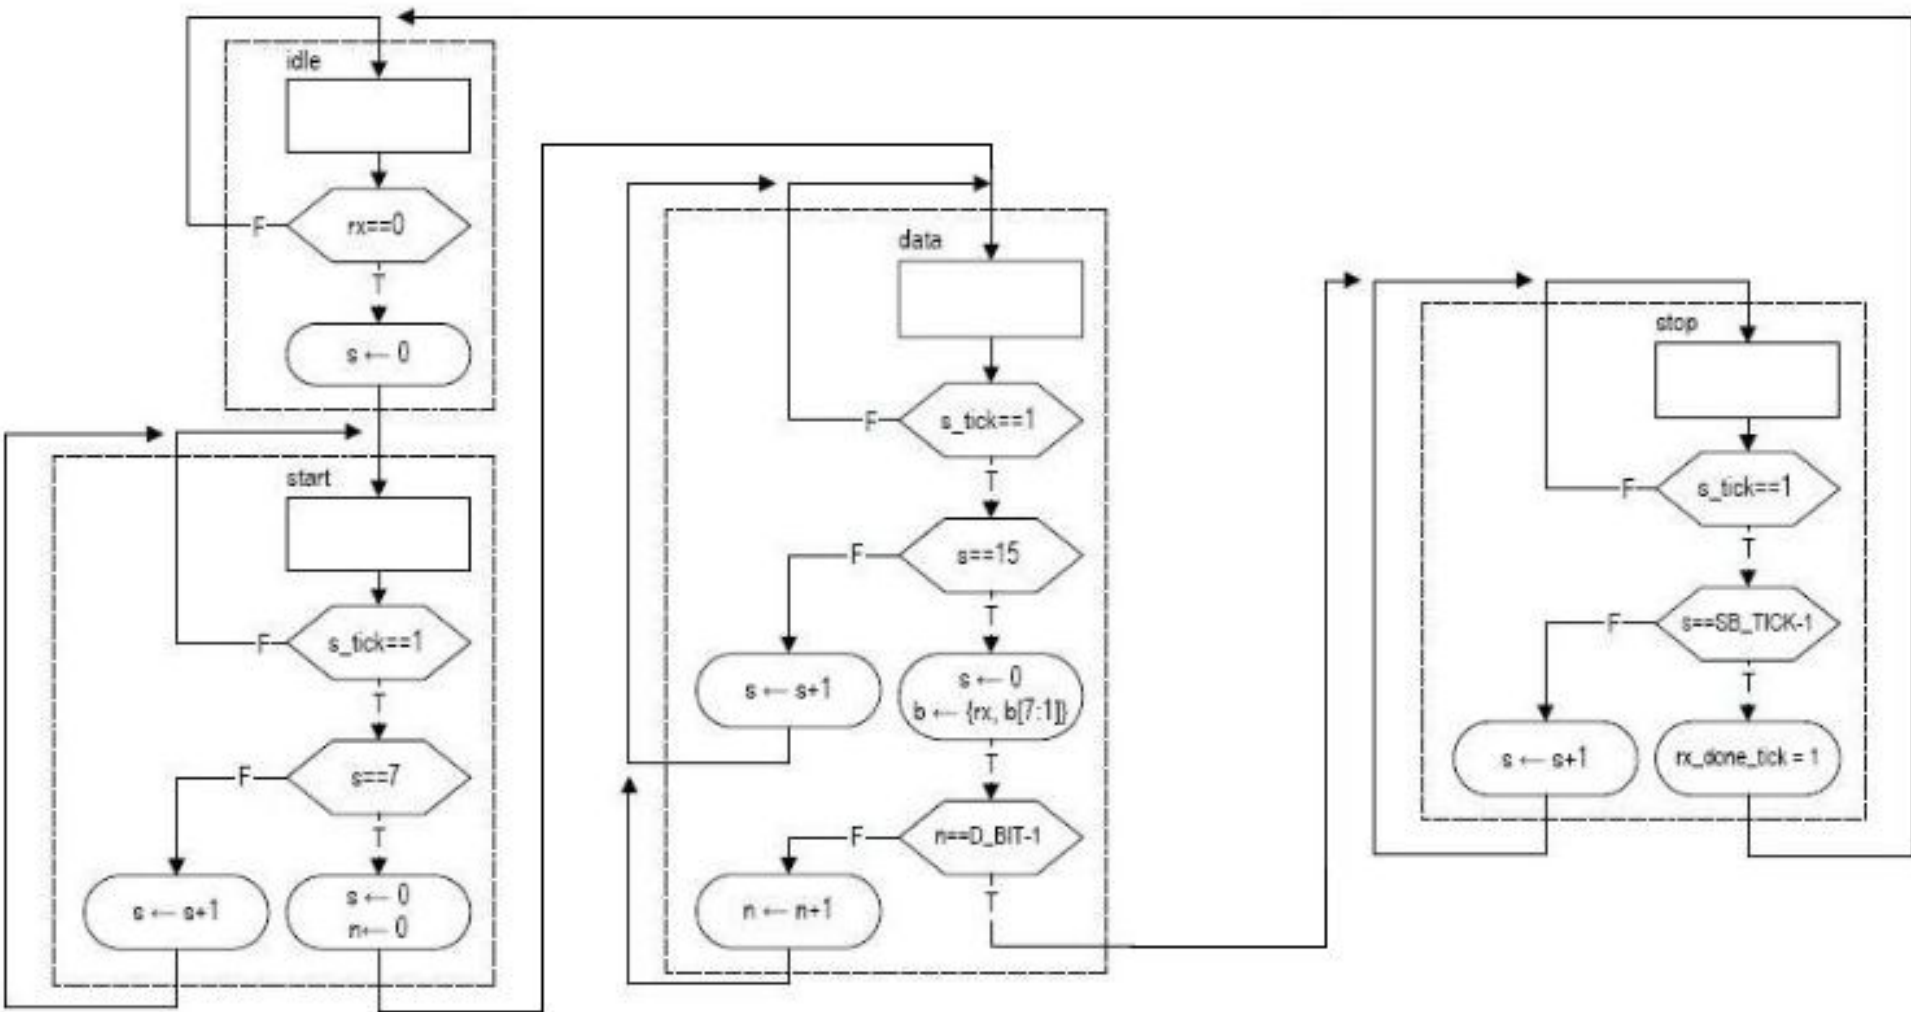 idle
rx==0
F
T
s ← 0
start
s_tick==1
F
T
s==7
F
T
s ← s+1
s ← 0
n← 0
data
s_tick==1
F
T
s==15
F
T
s ← s+1
s ← 0
b ← {rx, b[7:1]}
T
n==D_BIT-1
F
T
n ← n+1
stop
s_tick==1
F
T
s==SB_TICK-1
F
T
s ← s+1
rx_done_tick = 1